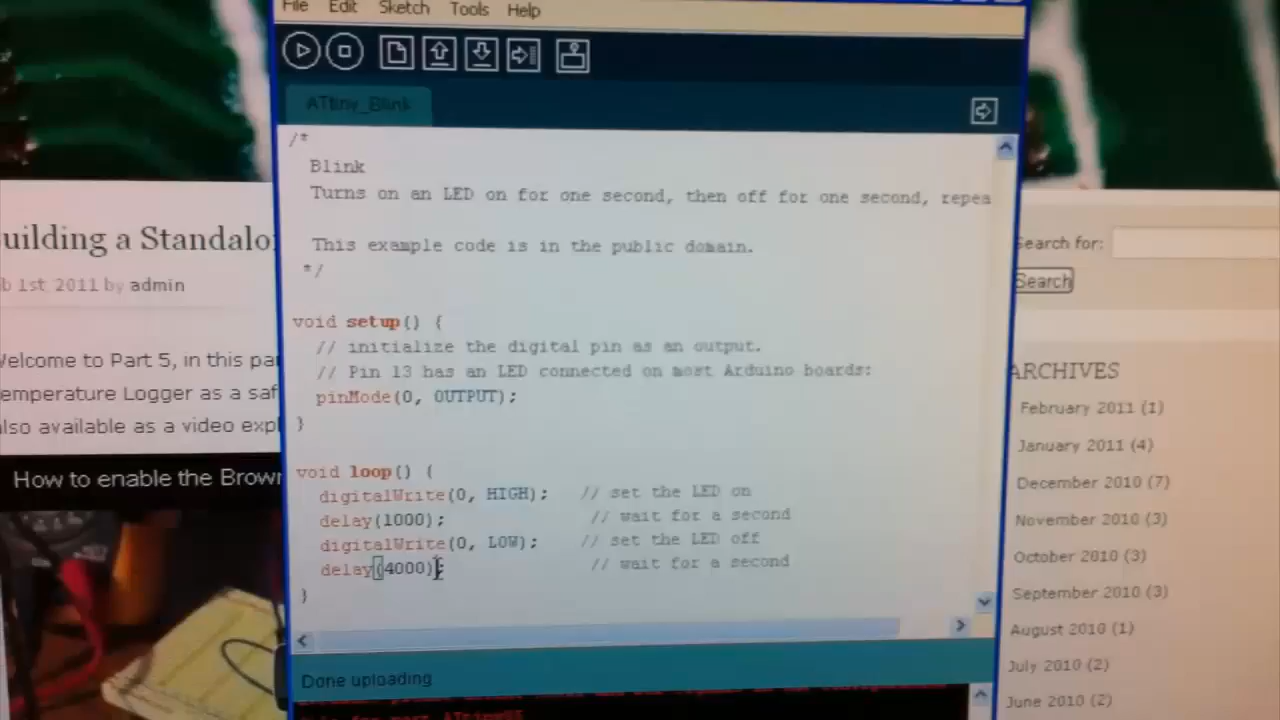 File Edit Sketch Tools Help
ATtiny_Blink
/*
Blink
Turns on an LED on for one second, then off for one second, repea
This example code is in the public domain.
*/
void setup() {
// initialize the digital pin as an output.
// Pin 13 has an LED connected on most Arduino boards:
pinMode(0, OUTPUT);
}
void loop() {
digitalWrite(0, HIGH); // set the LED on
delay(1000); // wait for a second
digitalWrite(0, LOW); // set the LED off
delay(4000); // wait for a second
}
Done uploading
uilding a Standalo
b 1st 2011 by admin
Welcome to Part 5, in this pa
emperature Logger as a saf
lso available as a video exp
How to enable the Brown
Search for:
Search
ARCHIVES
February 2011 (1)
January 2011 (4)
December 2010 (7)
November 2010 (3)
October 2010 (3)
September 2010 (3)
August 2010 (1)
July 2010 (2)
June 2010 (2)